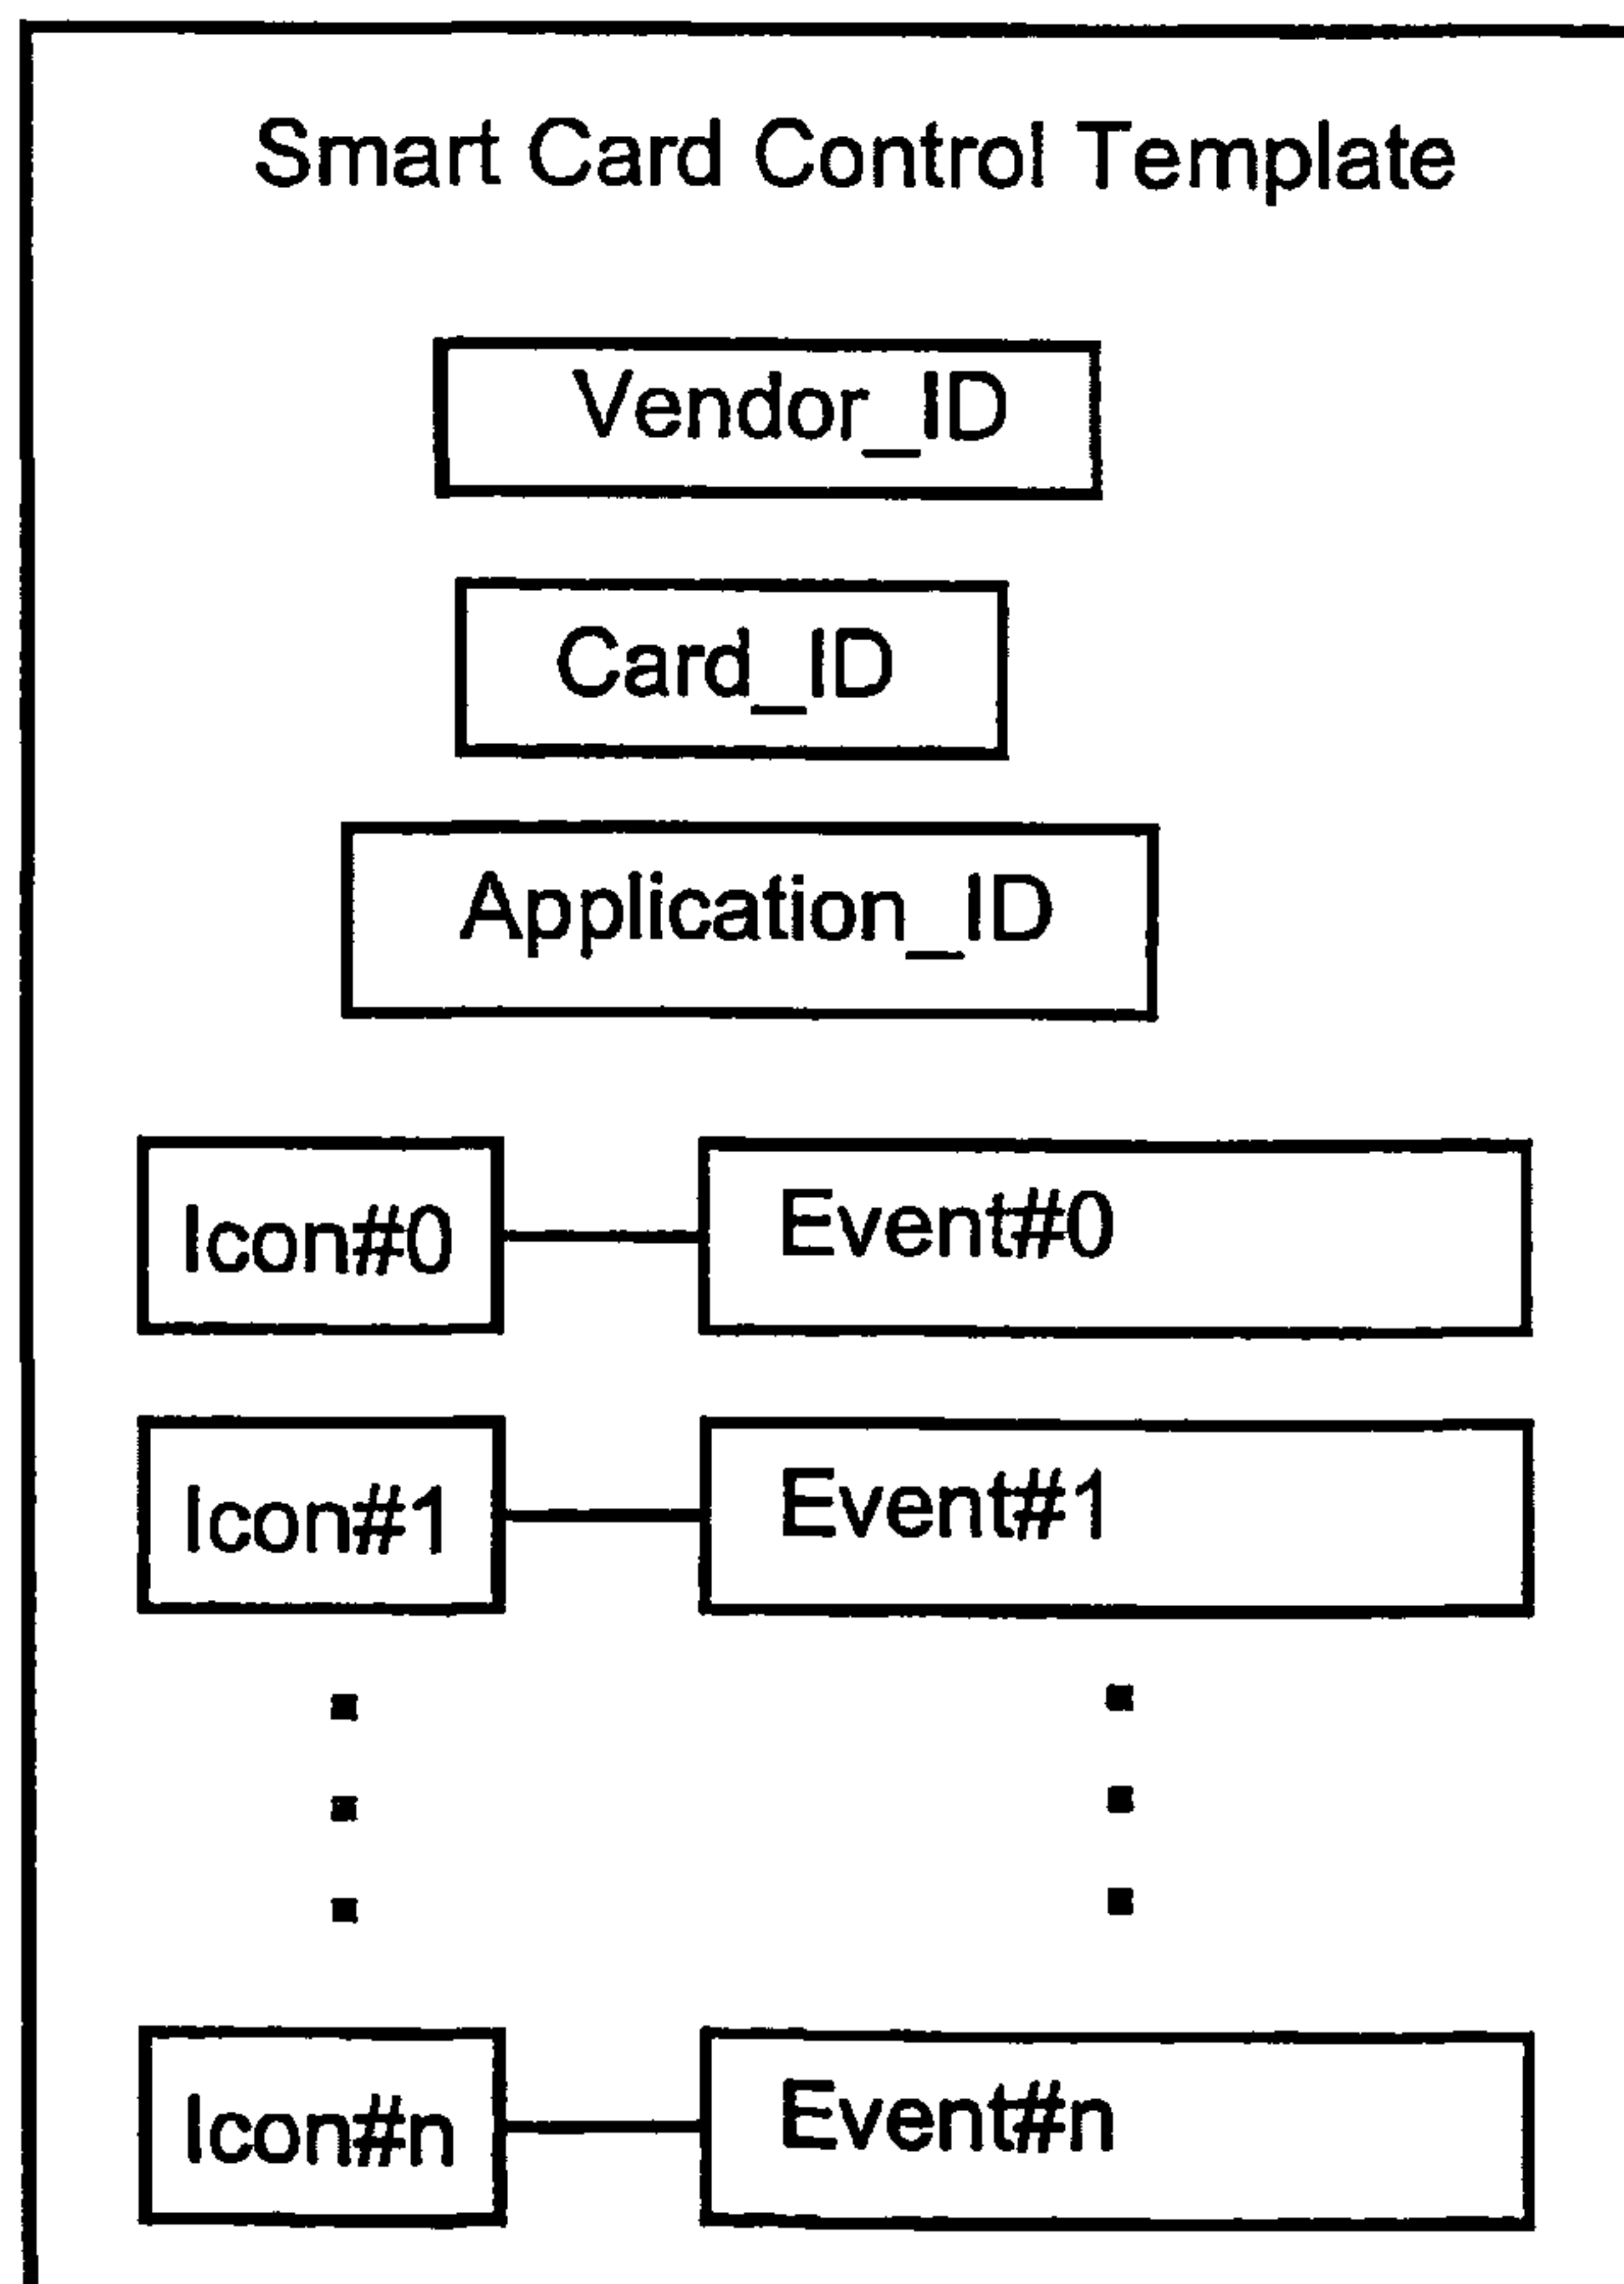 Smart Card Control Template
Vendor_ID
Card_ID
Application_ID
Icon#0 Event#0
Icon#1 Event#1
Icon#n Event#n